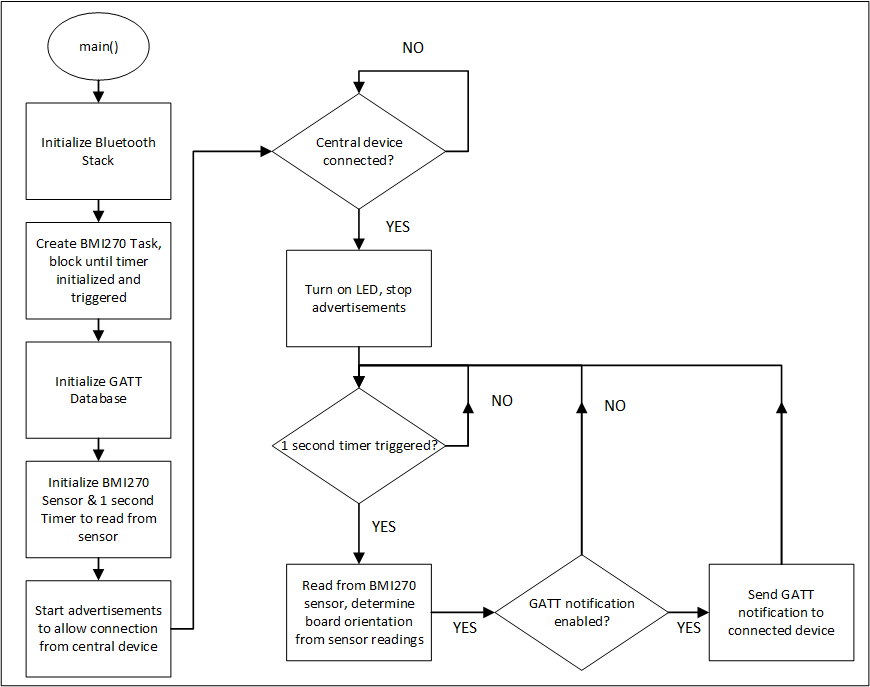 main()
Initialize Bluetooth
Stack
Create BMI270 Task,
block until timer
initialized and
triggered
Initialize GATT
Database
Initialize BMI270
Sensor & 1 second
Timer to read from
sensor
Start advertisements
to allow connection
from central device
NO
Central device
connected?
YES
Turn on LED, stop
advertisements
1 second timer triggered?
NO
YES
Read from BMI270
sensor, determine
board orientation
from sensor readings
YES
GATT notification
enabled?
NO
YES
Send GATT
notification to
connected device